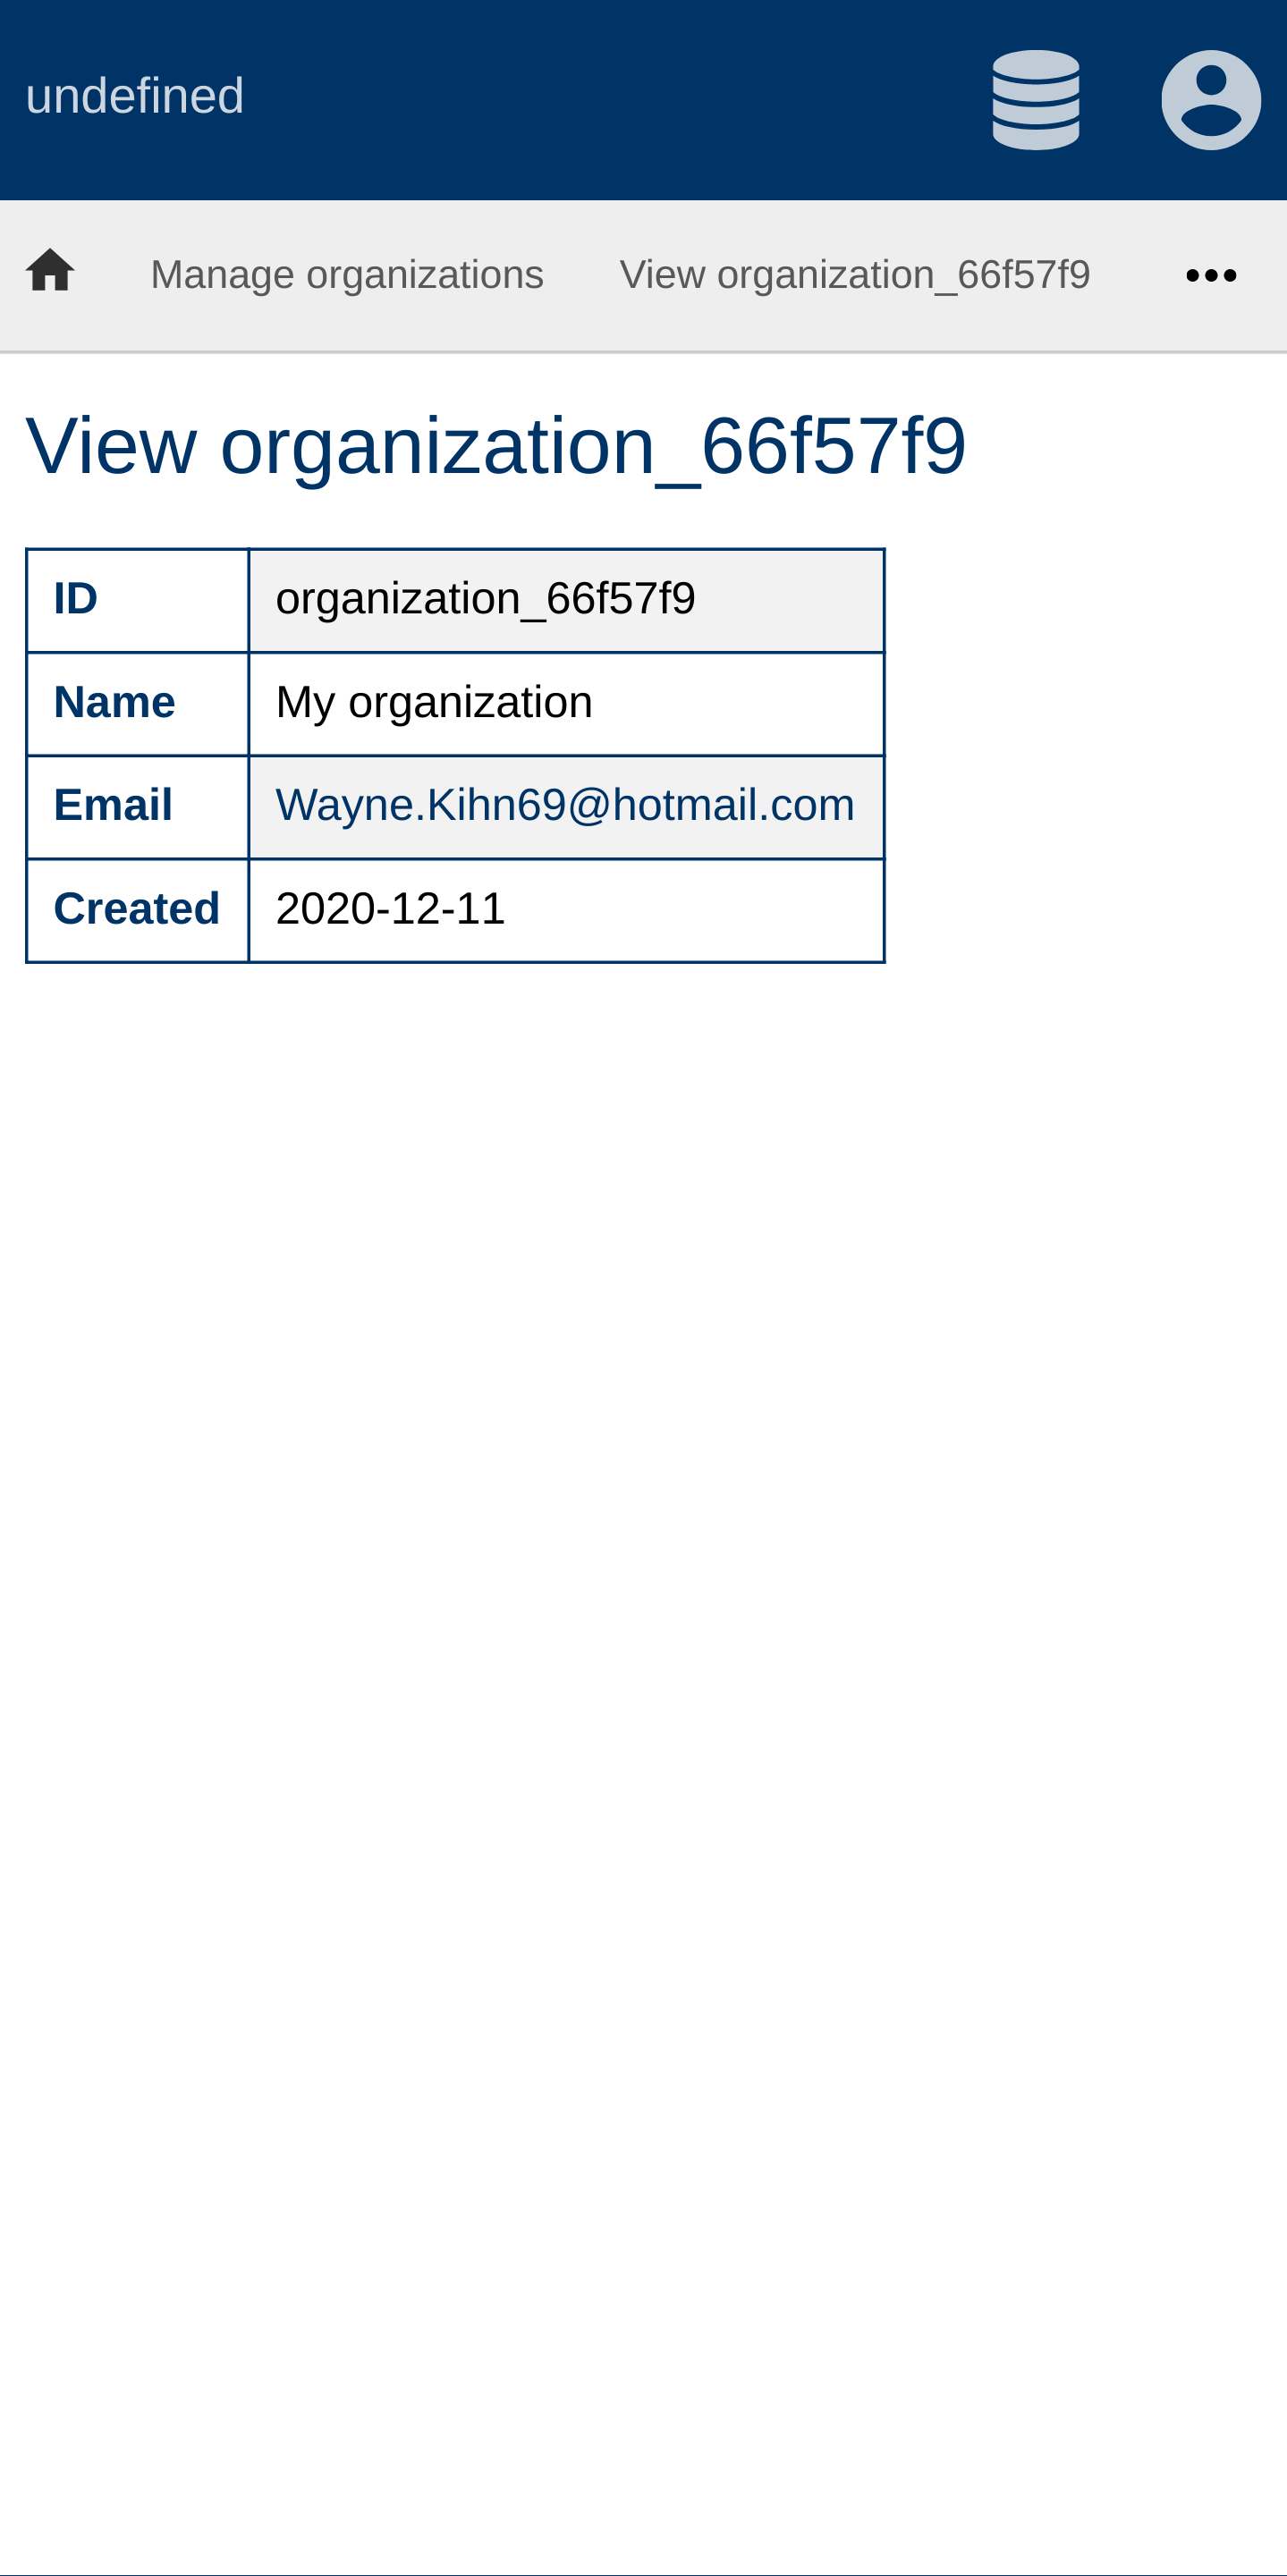 undefined
Manage organizations View organization_66f57f9
View organization_66f57f9
ID organization_66f57f9
Name My organization
Email Wayne.Kihn69@hotmail.com
Created 2020-12-11